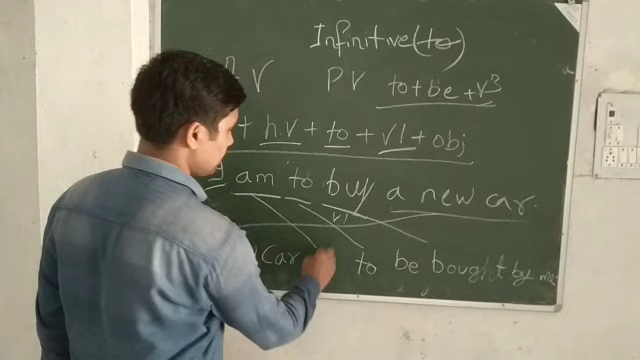 Infinitive (to)
V PV to + be + V3
+ h.v + to + v1 + obj
I am to buy a new car.
v1
car to be bought by me